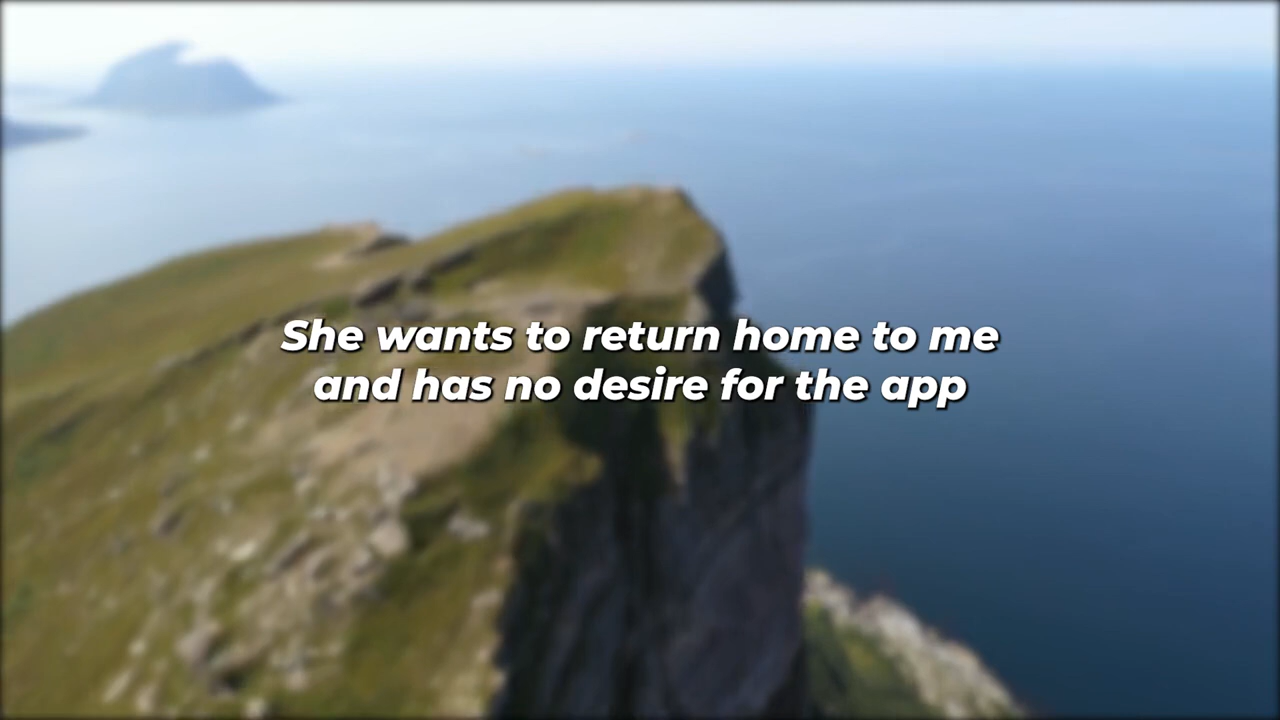 She wants to return home to me
and has no desire for the app